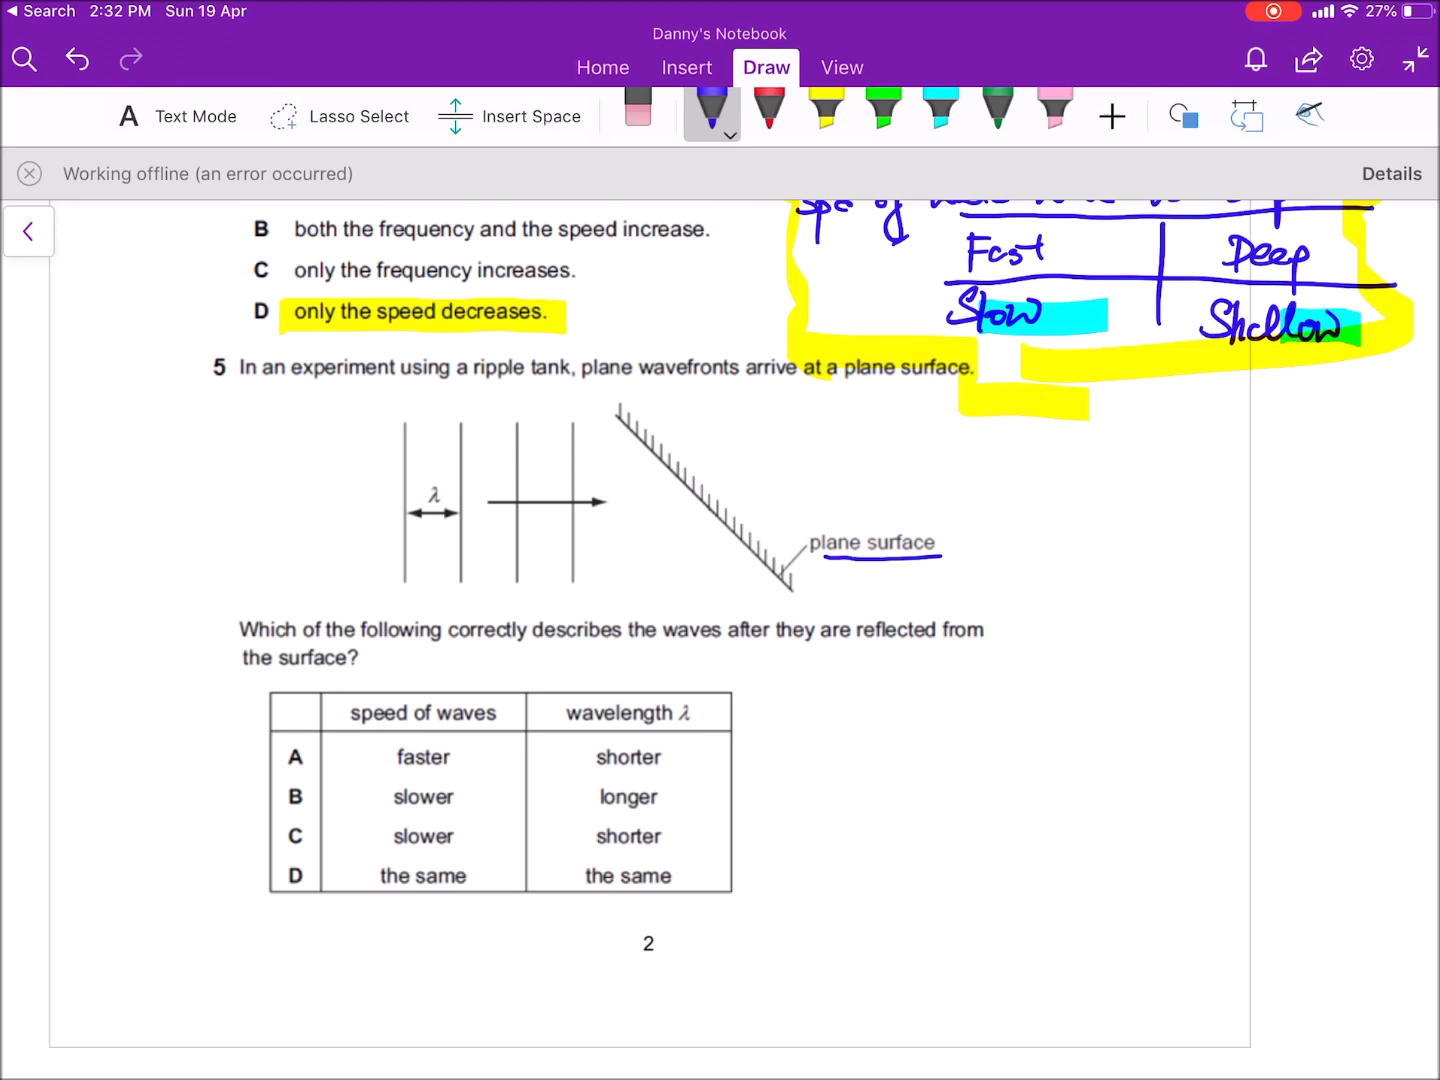 Search 2:32 PM Sun 19 Apr 27%
Danny's Notebook
Home Insert Draw View
A Text Mode Lasso Select Insert Space
Working offline (an error occurred) Details
of
B both the frequency and the speed increase.
Fast Deep
C only the frequency increases.
D only the speed decreases.
Slow Shallow
5 In an experiment using a ripple tank, plane wavefronts arrive at a plane surface.
λ
plane surface
Which of the following correctly describes the waves after they are reflected from
the surface?
speed of waves wavelength λ
A faster shorter
B slower longer
C slower shorter
D the same the same
2